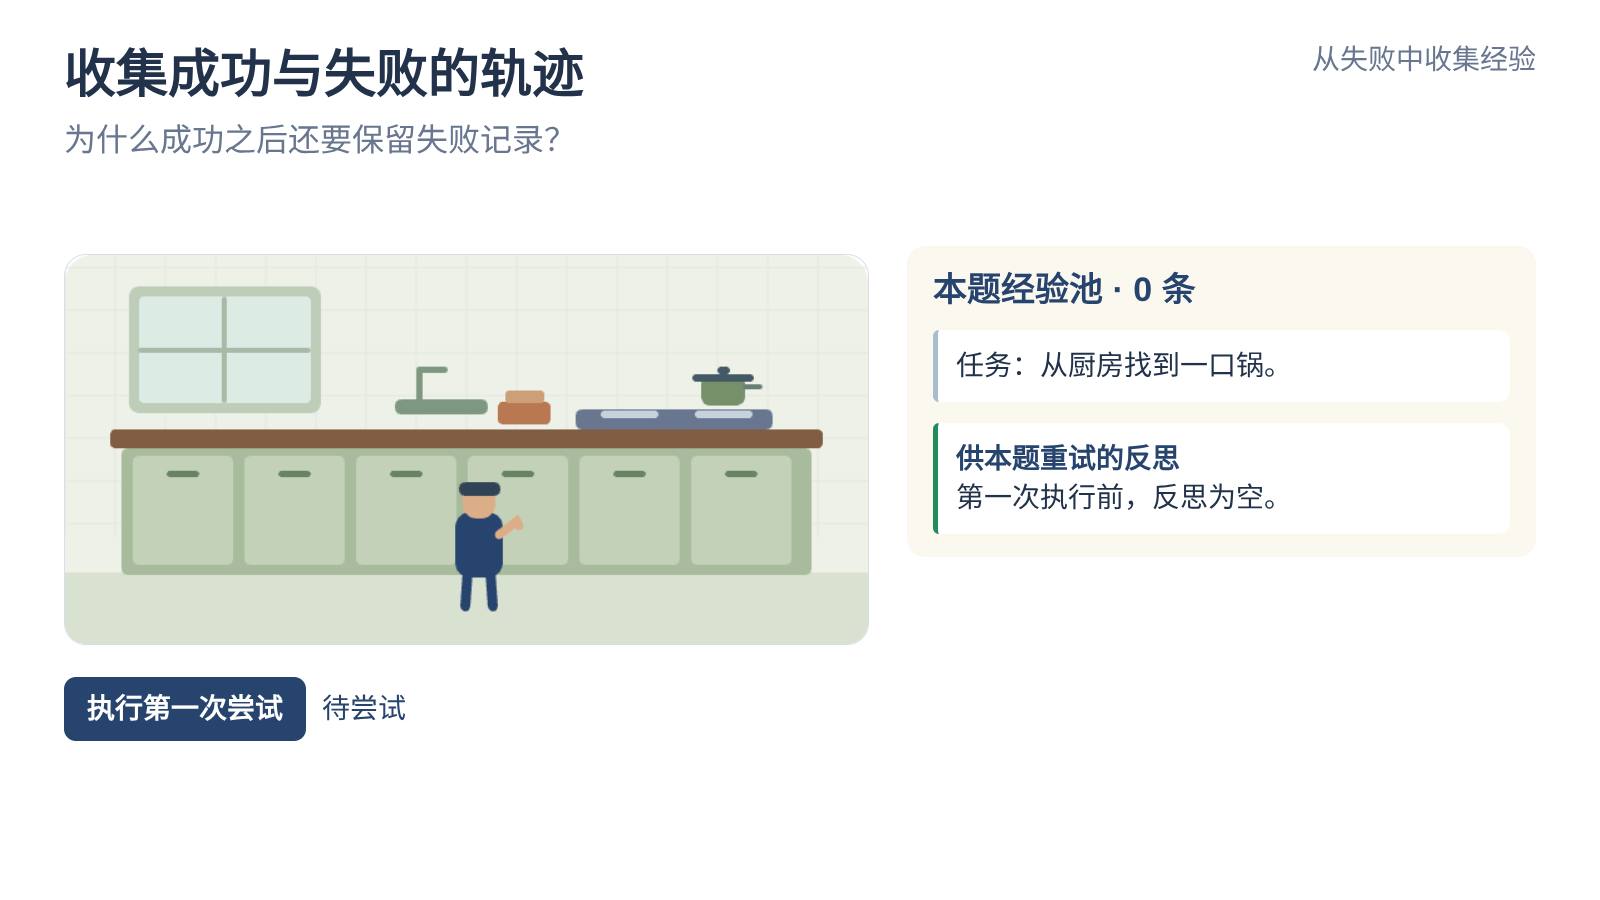 收集成功与失败的轨迹
从失败中收集经验
为什么成功之后还要保留失败记录？
本题经验池 · 0 条
任务：从厨房找到一口锅。
供本题重试的反思
第一次执行前，反思为空。
执行第一次尝试
待尝试